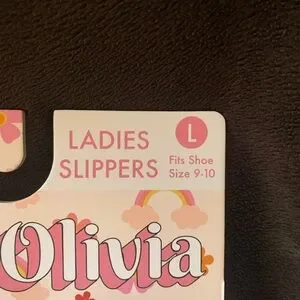 LADIES
SLIPPERS
L
Fits Shoe
Size 9-10
Olivia